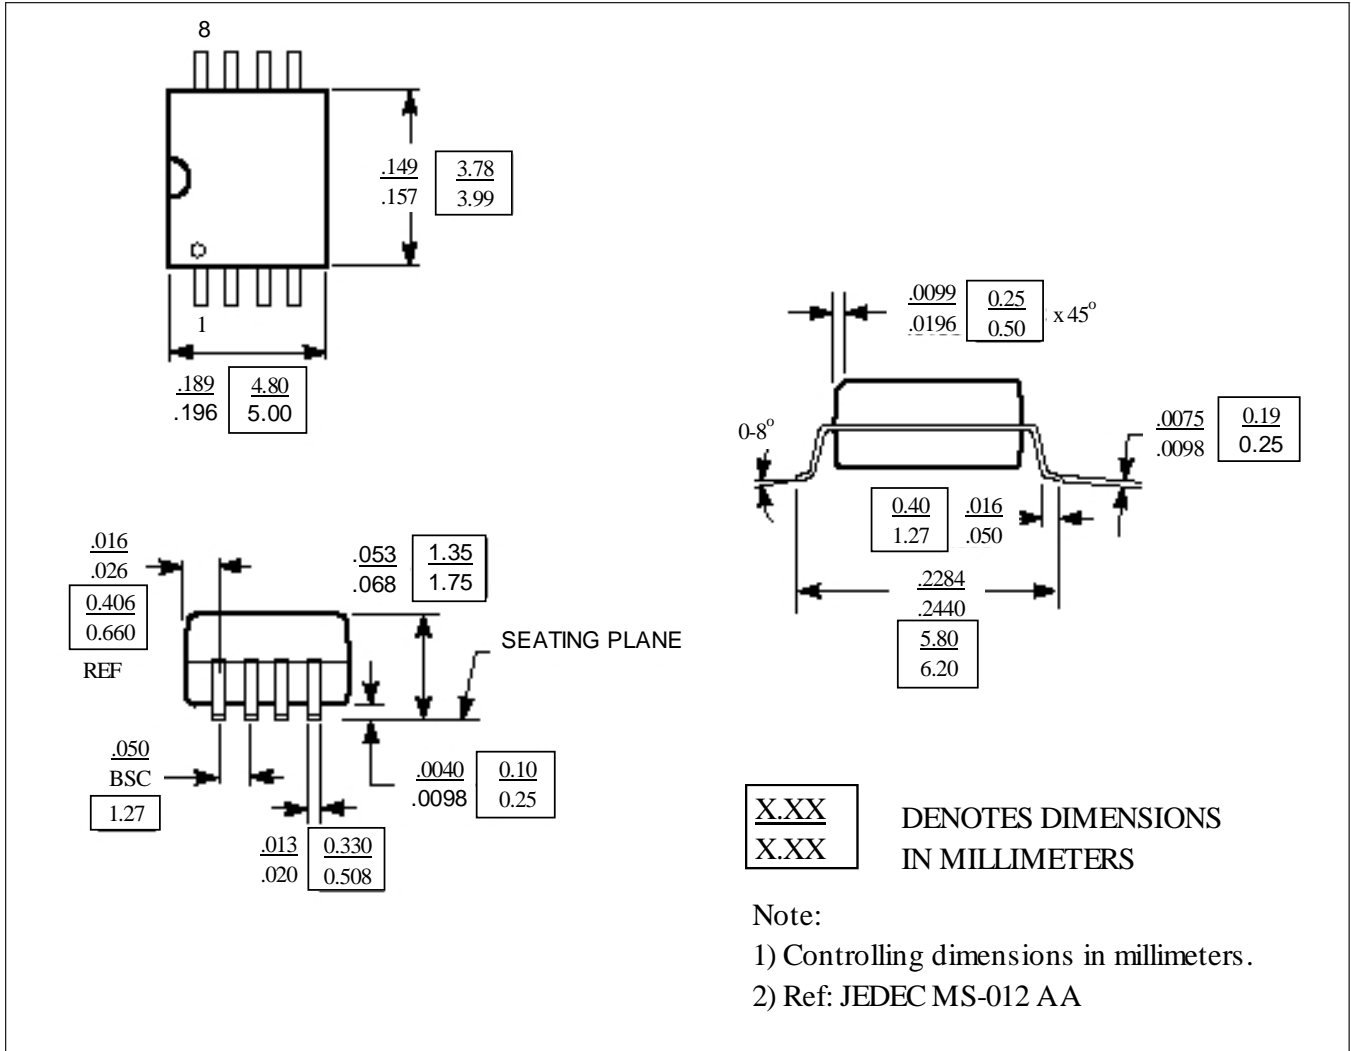 8
.149 3.78
.157 3.99
1
.189 4.80
.196 5.00
.0099 0.25
.0196 0.50 x 45°
0-8°
.0075 0.19
.0098 0.25
0.40 .016
1.27 .050
.2284
.2440
5.80
6.20
.016
.026
0.406
0.660
REF
.053 1.35
.068 1.75
SEATING PLANE
.050
BSC
1.27
.0040 0.10
.0098 0.25
.013 0.330
.020 0.508
X.XX
X.XX
DENOTES DIMENSIONS
IN MILLIMETERS
Note:
1) Controlling dimensions in millimeters.
2) Ref: JEDEC MS-012 AA